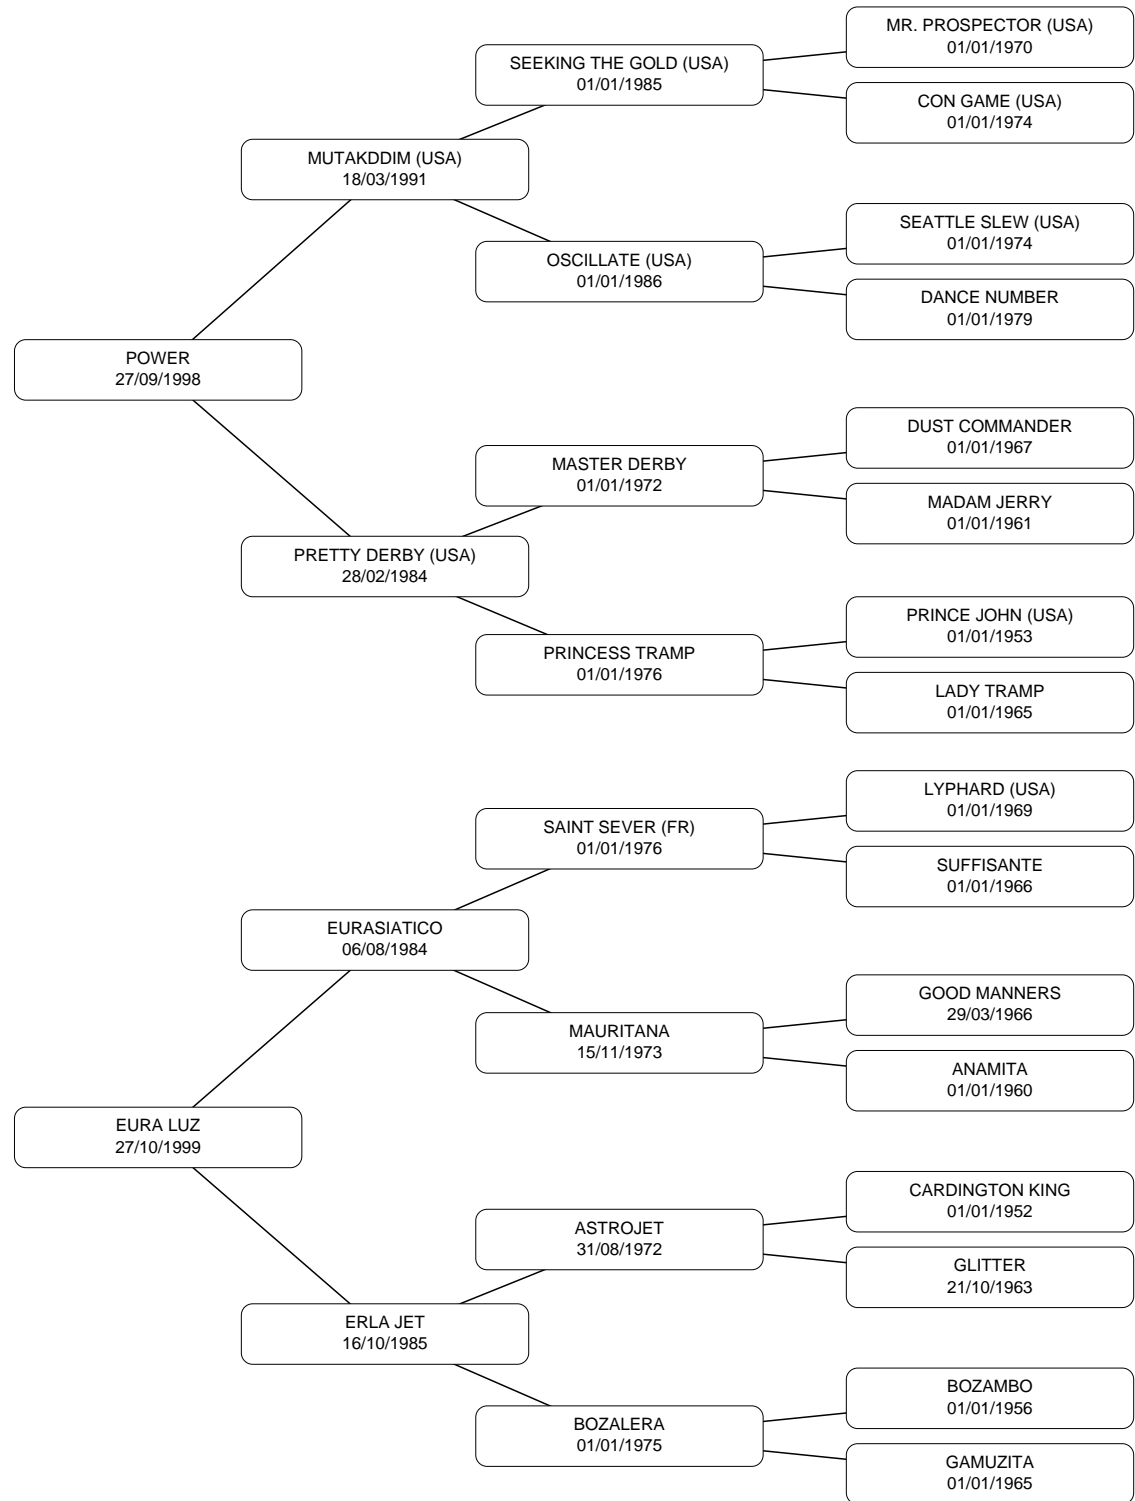 MR. PROSPECTOR (USA)
01/01/1970
SEEKING THE GOLD (USA)
01/01/1985
CON GAME (USA)
01/01/1974
MUTAKDDIM (USA)
18/03/1991
SEATTLE SLEW (USA)
01/01/1974
OSCILLATE (USA)
01/01/1986
DANCE NUMBER
01/01/1979
POWER
27/09/1998
DUST COMMANDER
01/01/1967
MASTER DERBY
01/01/1972
MADAM JERRY
01/01/1961
PRETTY DERBY (USA)
28/02/1984
PRINCE JOHN (USA)
01/01/1953
PRINCESS TRAMP
01/01/1976
LADY TRAMP
01/01/1965
LYPHARD (USA)
01/01/1969
SAINT SEVER (FR)
01/01/1976
SUFFISANTE
01/01/1966
EURASIATICO
06/08/1984
GOOD MANNERS
29/03/1966
MAURITANA
15/11/1973
ANAMITA
01/01/1960
EURA LUZ
27/10/1999
CARDINGTON KING
01/01/1952
ASTROJET
31/08/1972
GLITTER
21/10/1963
ERLA JET
16/10/1985
BOZAMBO
01/01/1956
BOZALERA
01/01/1975
GAMUZITA
01/01/1965